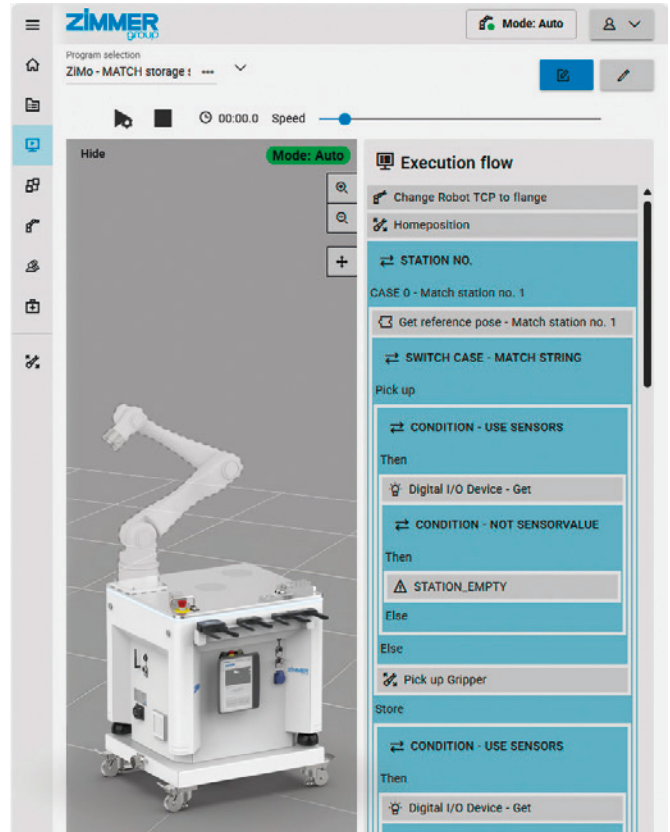 ZIMMER
group
Mode: Auto
Program selection
ZiMo - MATCH storage s ...
00:00.0 Speed
Hide
Mode: Auto
Execution flow
Change Robot TCP to flange
Homeposition
STATION NO.
CASE 0 - Match station no. 1
Get reference pose - Match station no. 1
SWITCH CASE - MATCH STRING
Pick up
CONDITION - USE SENSORS
Then
Digital I/O Device - Get
CONDITION - NOT SENSORVALUE
Then
STATION_EMPTY
Else
Else
Pick up Gripper
Store
CONDITION - USE SENSORS
Then
Digital I/O Device - Get